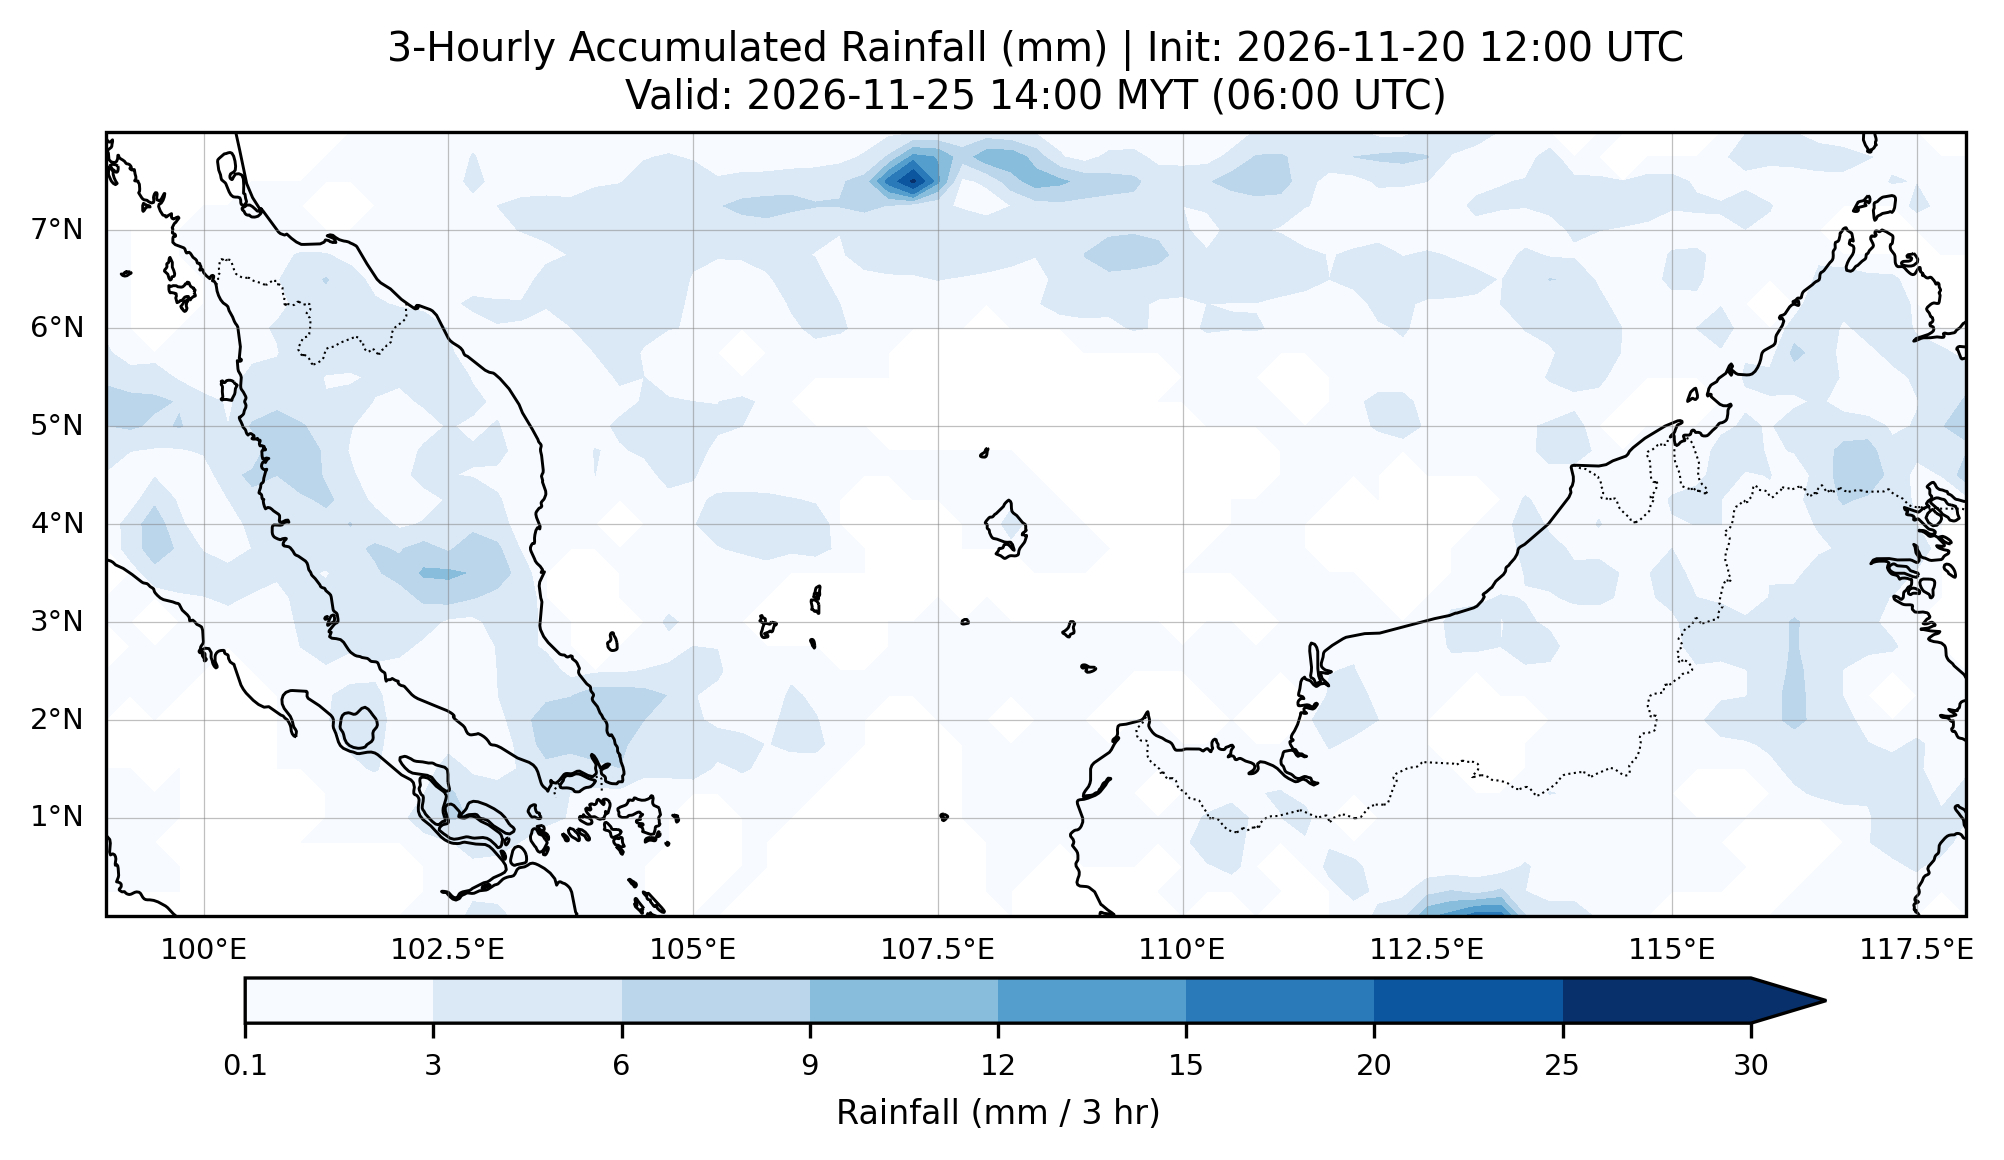 3-Hourly Accumulated Rainfall (mm) | Init: 2026-11-20 12:00 UTC
Valid: 2026-11-25 14:00 MYT (06:00 UTC)
7°N
6°N
5°N
4°N
3°N
2°N
1°N
100°E 102.5°E 105°E 107.5°E 110°E 112.5°E 115°E 117.5°E
0.1 3 6 9 12 15 20 25 30
Rainfall (mm / 3 hr)